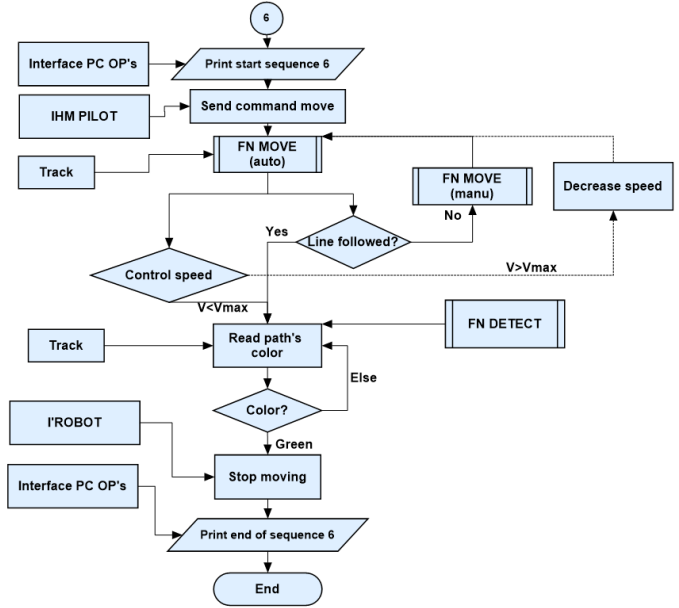 6
Interface PC OP's
Print start sequence 6
IHM PILOT
Send command move
FN MOVE
(auto)
Track
FN MOVE
(manu)
Decrease speed
No
Yes
Line followed?
Control speed
V>Vmax
V<Vmax
FN DETECT
Read path's
color
Track
Else
Color?
I'ROBOT
Green
Stop moving
Interface PC OP's
Print end of sequence 6
End